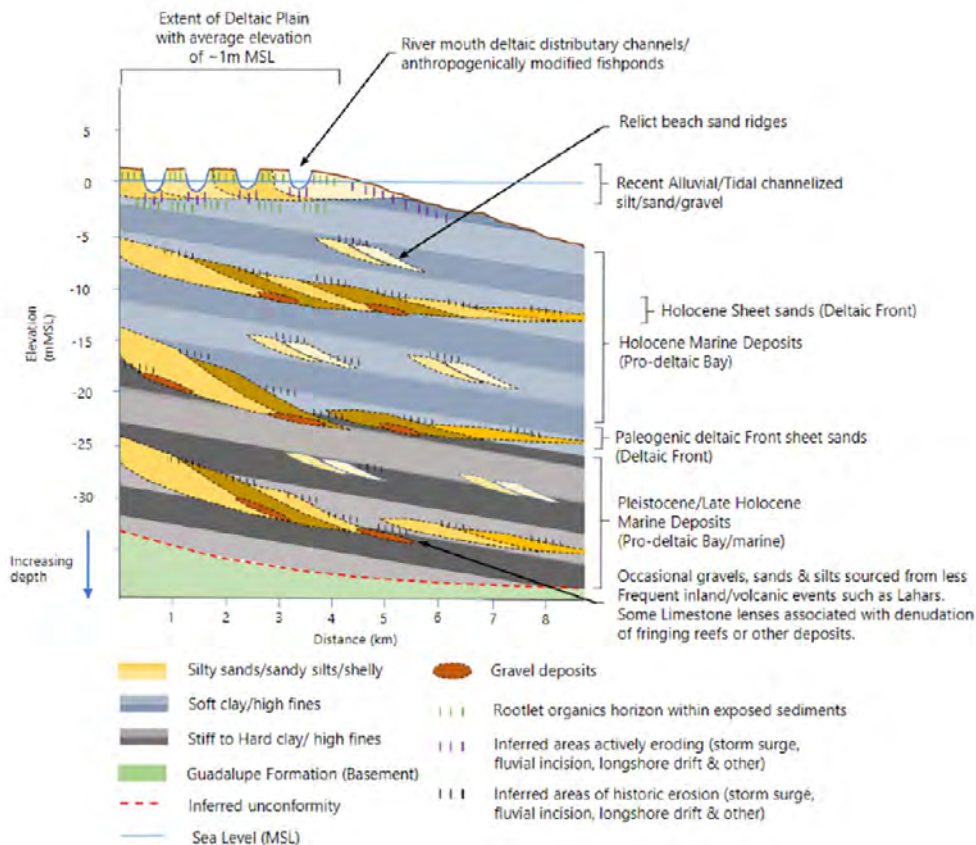 Extent of Deltaic Plain
with average elevation
of ~1m MSL
River mouth deltaic distributary channels/
anthropogenically modified fishponds
Relict beach sand ridges
Recent Alluvial/Tidal channelized
silt/sand/gravel
Holocene Sheet sands (Deltaic Front)
Holocene Marine Deposits
(Pro-deltaic Bay)
Paleogenic deltaic Front sheet sands
(Deltaic Front)
Pleistocene/Late Holocene
Marine Deposits
(Pro-deltaic Bay/marine)
Occasional gravels, sands & silts sourced from less
Frequent inland/volcanic events such as Lahars.
Some Limestone lenses associated with denudation
of fringing reefs or other deposits.
Elevation
(mMSL)
5
0
-5
-10
-15
-20
-25
-30
Increasing
depth
0
1
2
3
4
5
6
7
8
Distance (km)
Silty sands/sandy silts/shelly
Soft clay/high fines
Stiff to Hard clay/ high fines
Guadalupe Formation (Basement)
Inferred unconformity
Sea Level (MSL)
Gravel deposits
Rootlet organics horizon within exposed sediments
Inferred areas actively eroding (storm surge,
fluvial incision, longshore drift & other)
Inferred areas of historic erosion (storm surge,
fluvial incision, longshore drift & other)